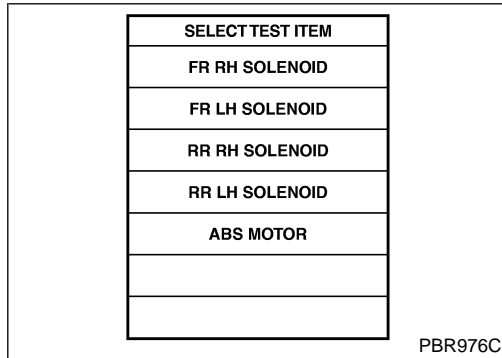 SELECT TEST ITEM
FR RH SOLENOID
FR LH SOLENOID
RR RH SOLENOID
RR LH SOLENOID
ABS MOTOR
PBR976C